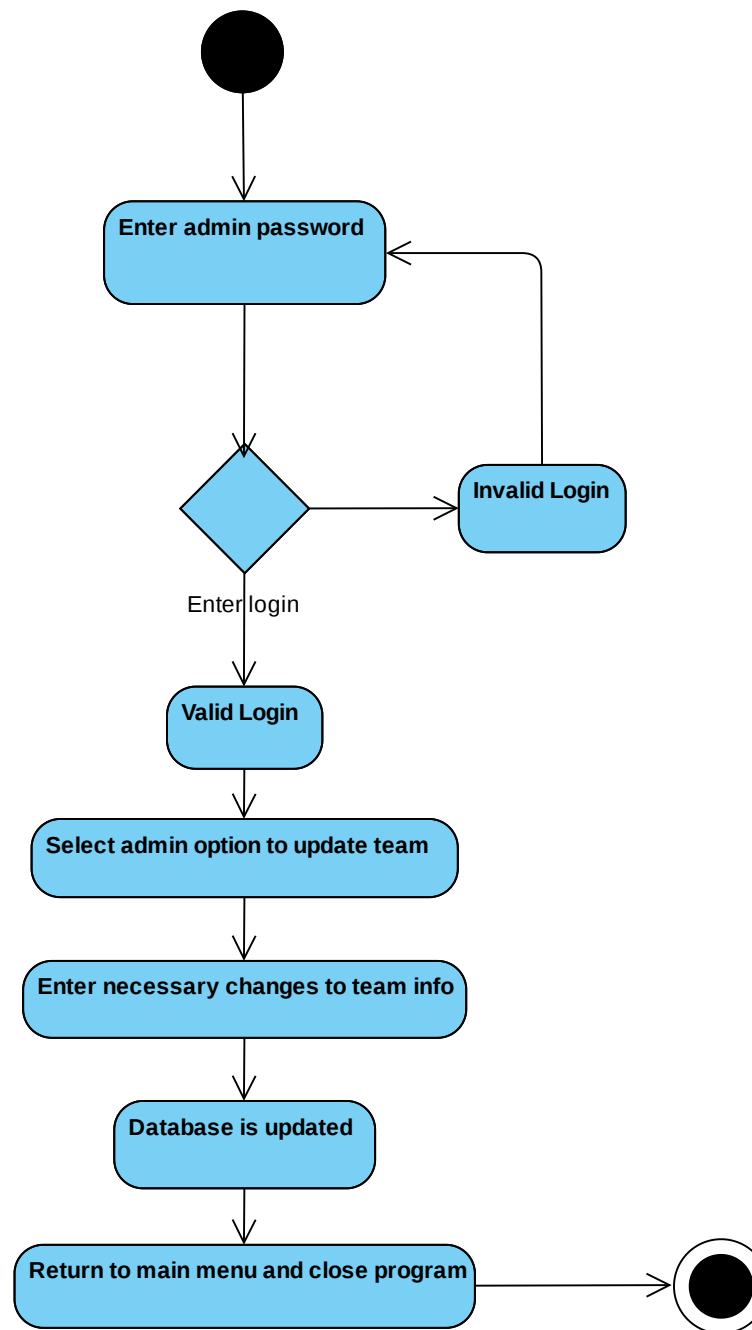 Enter admin password
Invalid Login
Enter login
Valid Login
Select admin option to update team
Enter necessary changes to team info
Database is updated
Return to main menu and close program